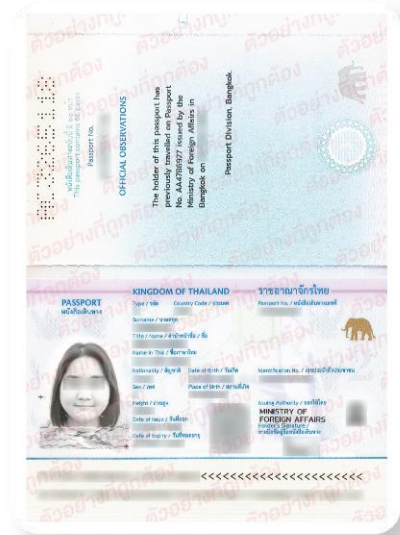 หนังสือเดินทางฉบับนี้ มี ๕๐ หน้า
This passport contains 50 pages
Passport No.
OFFICIAL OBSERVATIONS
The holder of this passport has
previously travelled on Passport
No. AA4786927 issued by the
Ministry of Foreign Affairs in
Bangkok on
Passport Division, Bangkok
PASSPORT
หนังสือเดินทาง
KINGDOM OF THAILAND
ราชอาณาจักรไทย
Type / ชนิด
Country Code / ประเทศ
Passport No. / หนังสือเดินทางเลขที่
Surname / นามสกุล
Title / Name / คำนำหน้าชื่อ / ชื่อ
Name in Thai / ชื่อภาษาไทย
Nationality / สัญชาติ
Date of Birth / วันเกิด
Identification No. / เลขประจำตัวประชาชน
Sex / เพศ
Place of Birth / สถานที่เกิด
Height / ส่วนสูง
Date of Issue / วันที่ออก
Issuing Authority / ออกให้โดย
MINISTRY OF
FOREIGN AFFAIRS
Holder's Signature /
ลายมือชื่อผู้ถือหนังสือเดินทาง
Date of Expiry / วันที่หมดอายุ
ตัวอย่างที่ถูกต้อง